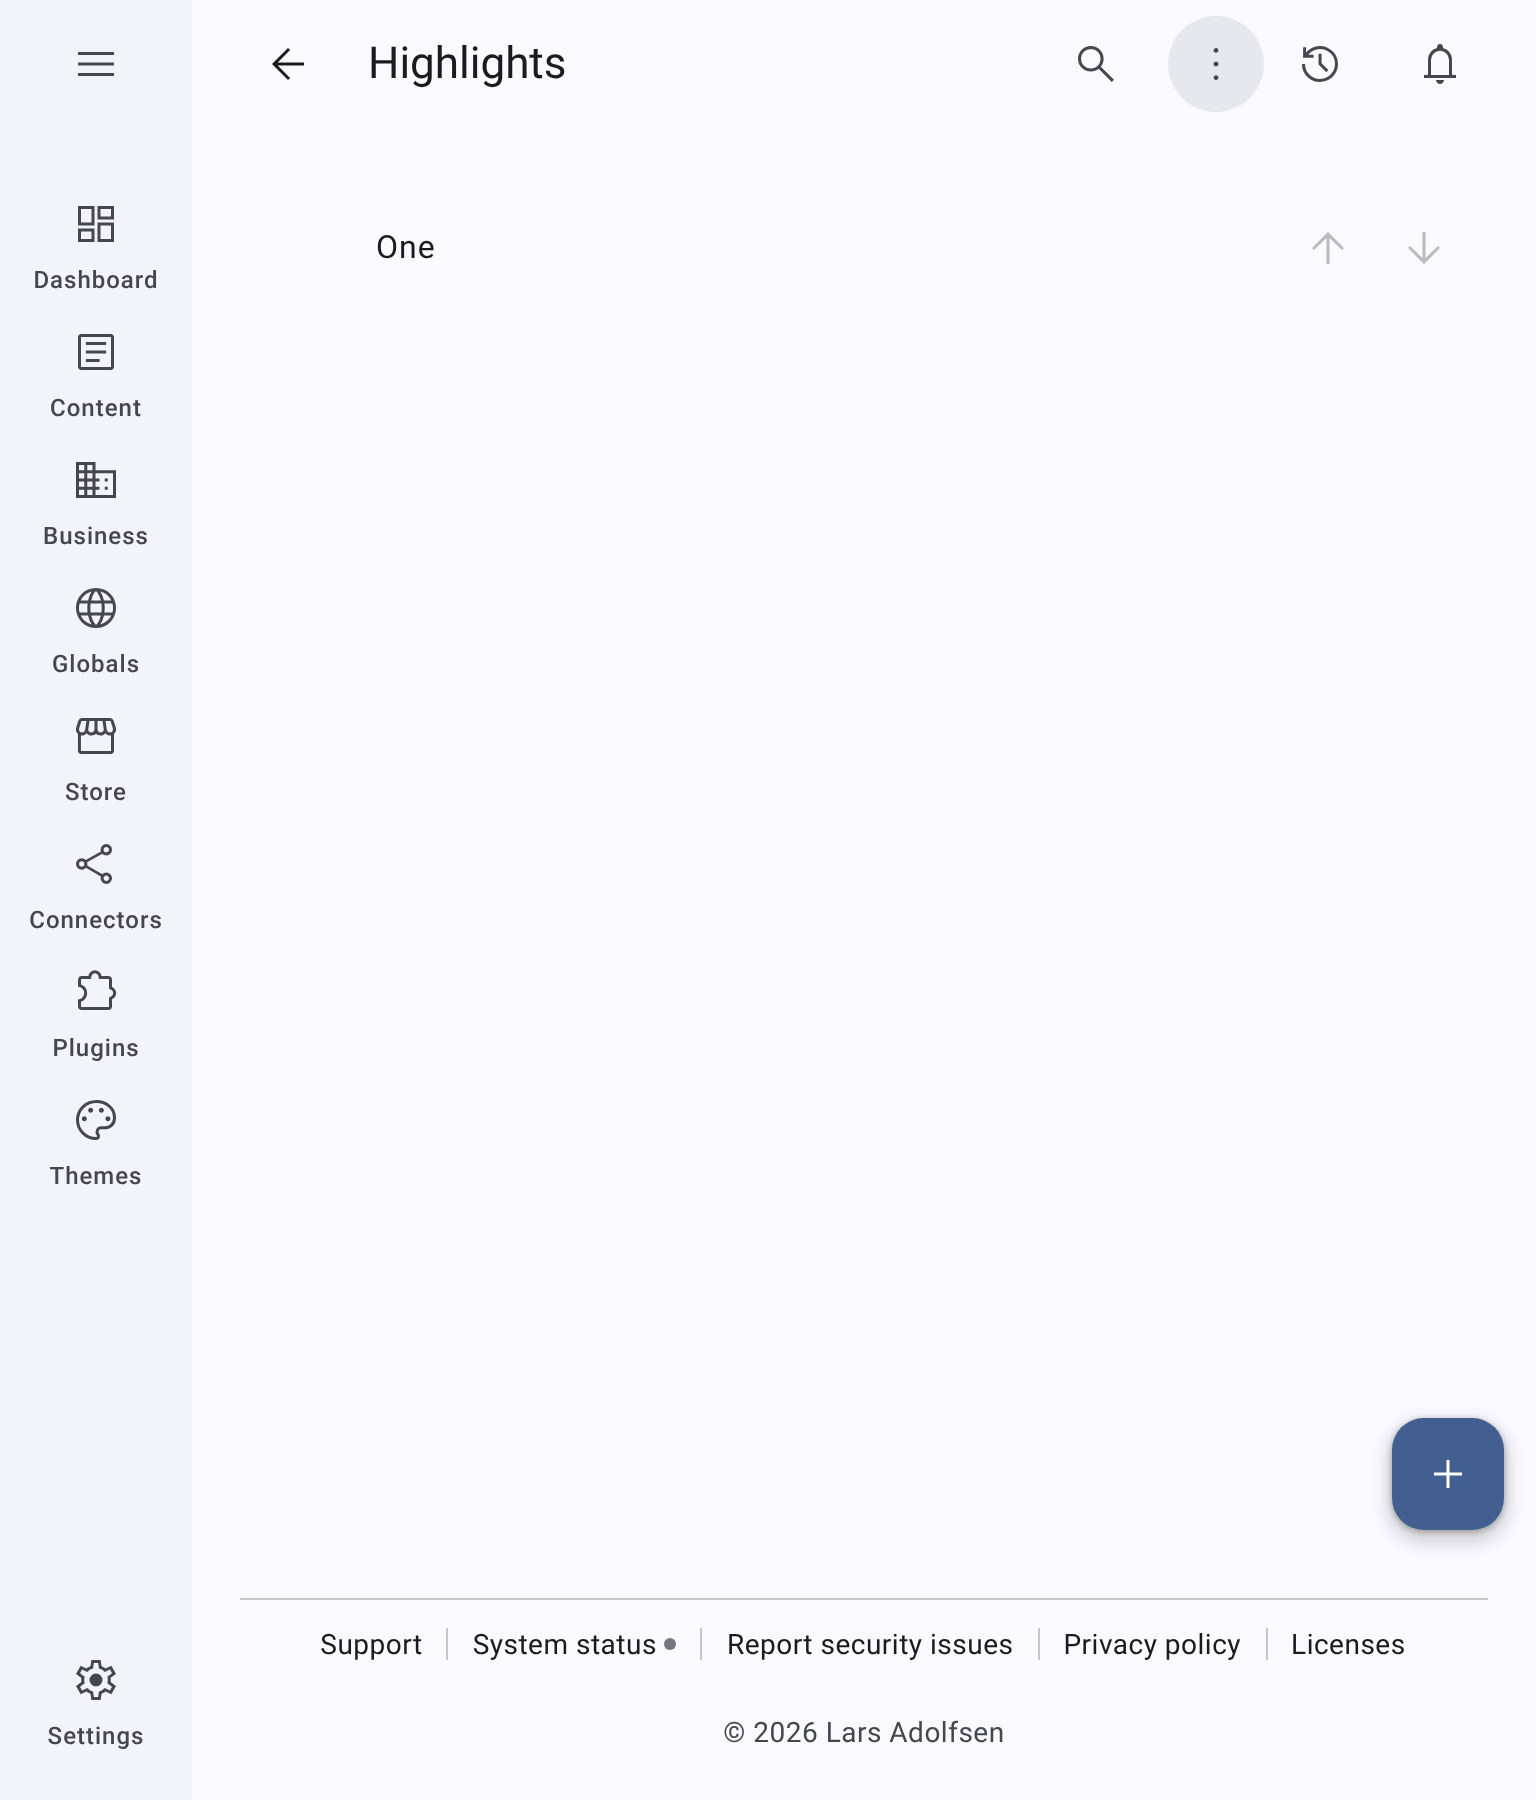 Highlights
One
Dashboard
Content
Business
Globals
Store
Connectors
Plugins
Themes
Settings
Support
System status
Report security issues
Privacy policy
Licenses
© 2026 Lars Adolfsen